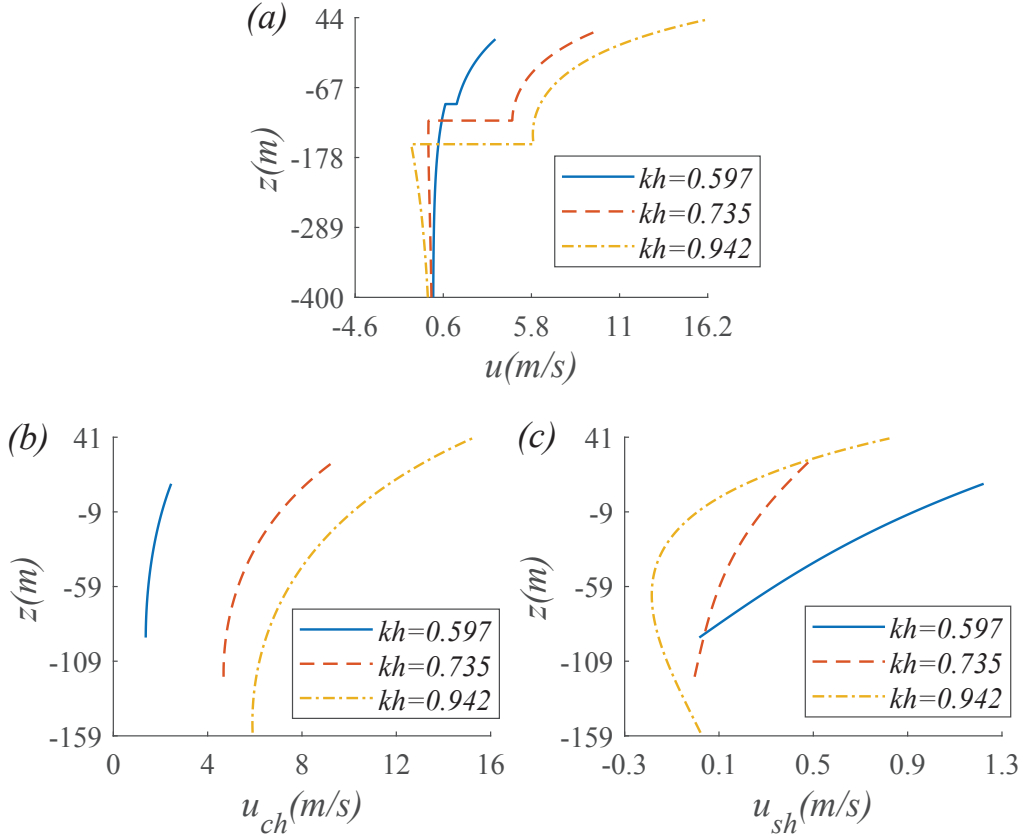 (a)
44
-67
-178
-289
-400
z(m)
-4.6 0.6 5.8 11 16.2
u(m/s)
kh=0.597
kh=0.735
kh=0.942
(b)
41
-9
-59
-109
-159
z(m)
0 4 8 12 16
u_ch(m/s)
kh=0.597
kh=0.735
kh=0.942
(c)
41
-9
-59
-109
-159
z(m)
-0.3 0.1 0.5 0.9 1.3
u_sh(m/s)
kh=0.597
kh=0.735
kh=0.942